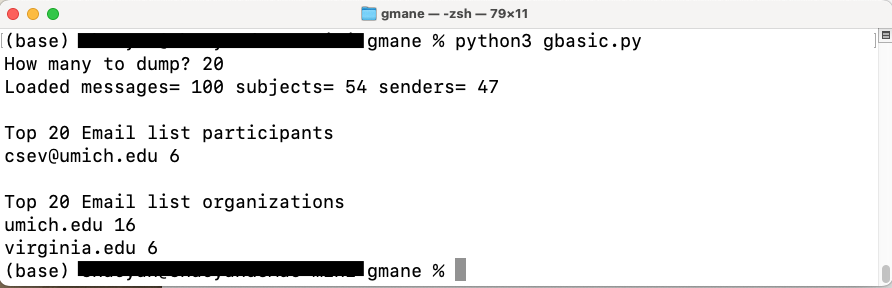 gmane — -zsh — 79×11
(base) gmane % python3 gbasic.py
How many to dump? 20
Loaded messages= 100 subjects= 54 senders= 47
Top 20 Email list participants
csev@umich.edu 6
Top 20 Email list organizations
umich.edu 16
virginia.edu 6
(base) gmane %